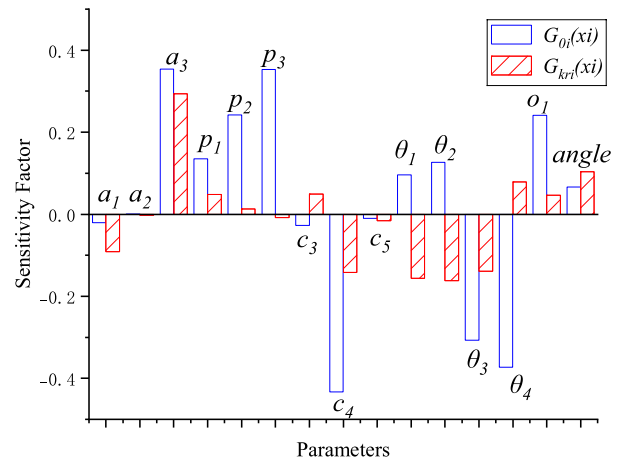 G0i(xi)
Gkri(xi)
0.4
0.2
0.0
-0.2
-0.4
Sensitivity Factor
a1
a2
a3
p1
p2
p3
c3
c4
c5
θ1
θ2
θ3
θ4
o1
angle
Parameters